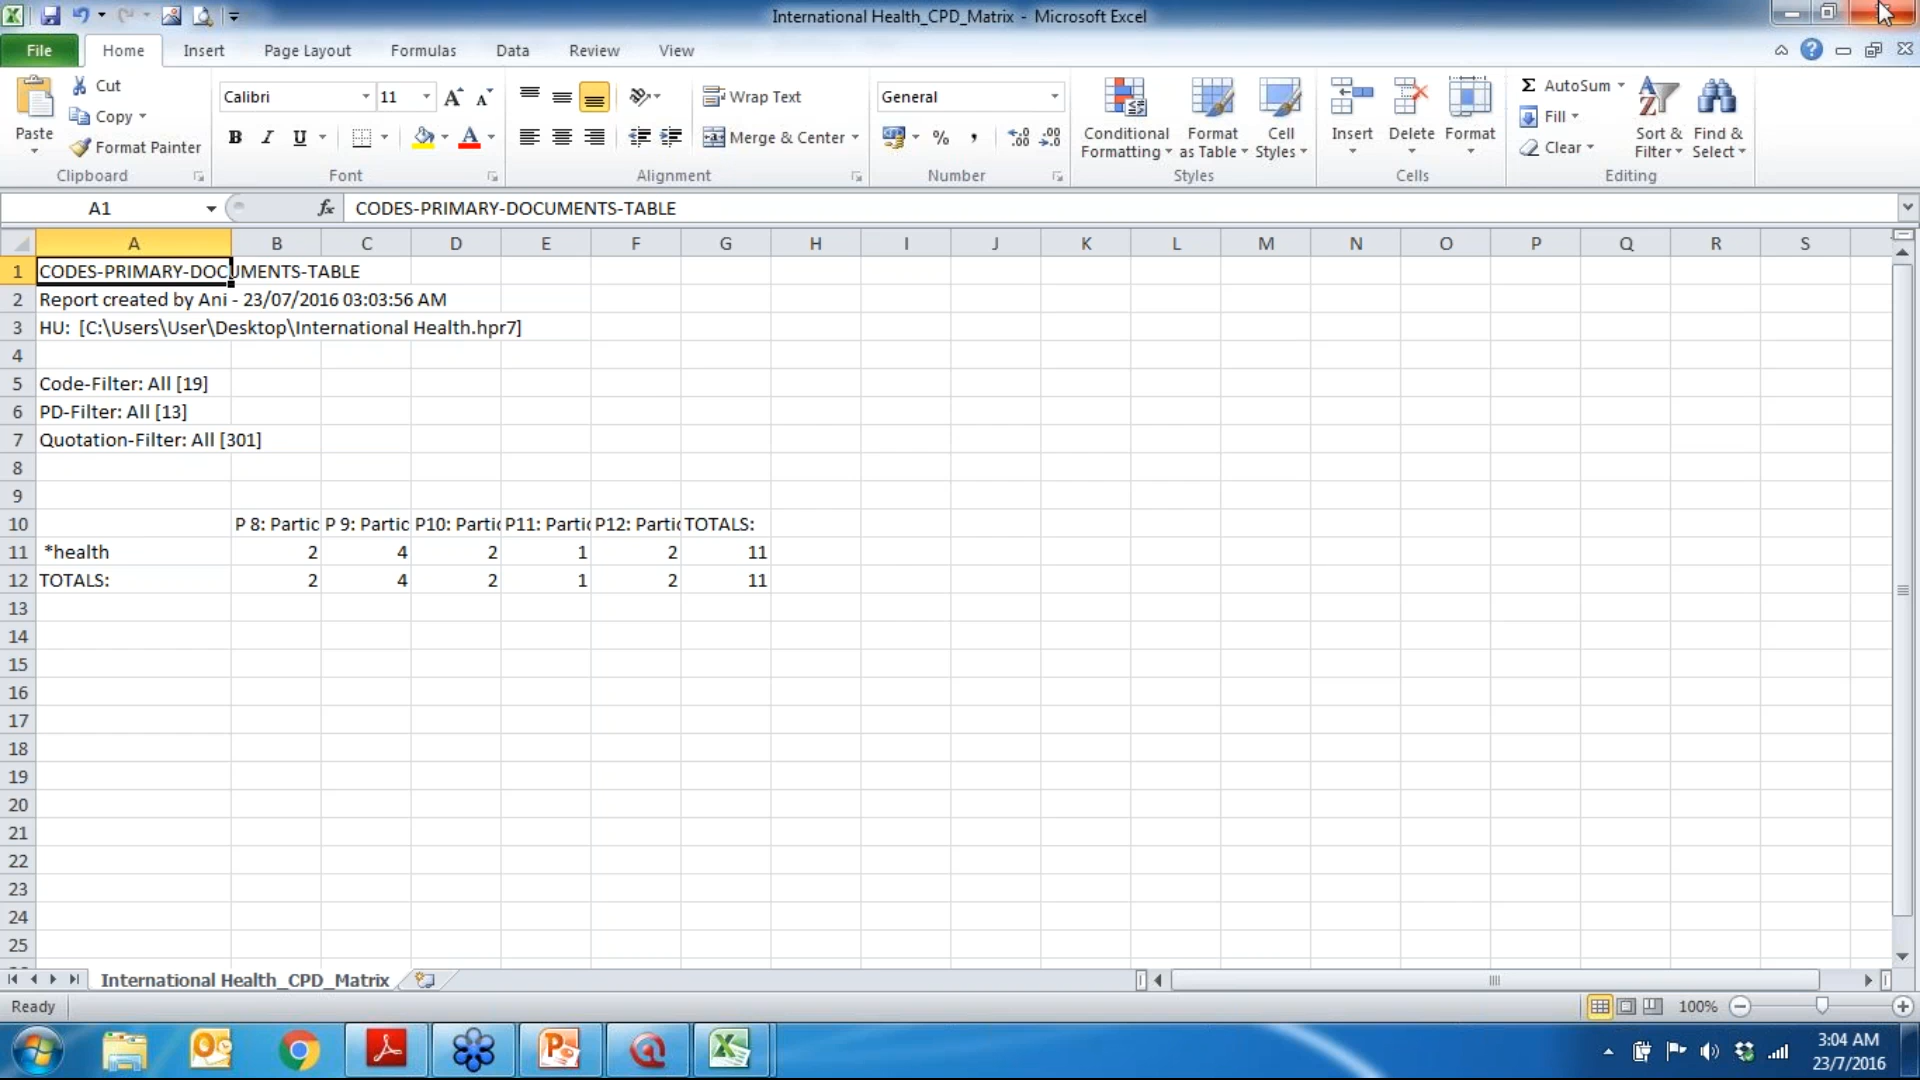 International Health_CPD_Matrix - Microsoft Excel
File Home Insert Page Layout Formulas Data Review View
Paste
Cut
Copy
Format Painter
Clipboard
Calibri 11
B I U
Font
Wrap Text
Merge & Center
Alignment
General
%
Number
Conditional Formatting
Format as Table
Cell Styles
Styles
Insert Delete Format
Cells
AutoSum
Fill
Clear
Sort & Filter
Find & Select
Editing
A1 fx CODES-PRIMARY-DOCUMENTS-TABLE
A B C D E F G H I J K L M N O P Q R S
1 CODES-PRIMARY-DOCUMENTS-TABLE
2 Report created by Ani - 23/07/2016 03:03:56 AM
3 HU: [C:\Users\User\Desktop\International Health.hpr7]
4
5 Code-Filter: All [19]
6 PD-Filter: All [13]
7 Quotation-Filter: All [301]
8
9
10 P 8: Partic P 9: Partic P10: Partic P11: Partic P12: Partic TOTALS:
11 *health 2 4 2 1 2 11
12 TOTALS: 2 4 2 1 2 11
13
14
15
16
17
18
19
20
21
22
23
24
25
International Health_CPD_Matrix
Ready 100%
3:04 AM
23/7/2016